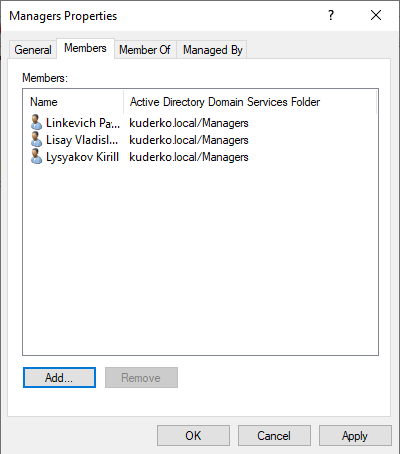 Managers Properties
?
General Members Member Of Managed By
Members:
Name Active Directory Domain Services Folder
Linkevich Pa... kuderko.local/Managers
Lisay Vladisl... kuderko.local/Managers
Lysyakov Kirill kuderko.local/Managers
Add... Remove
OK Cancel Apply